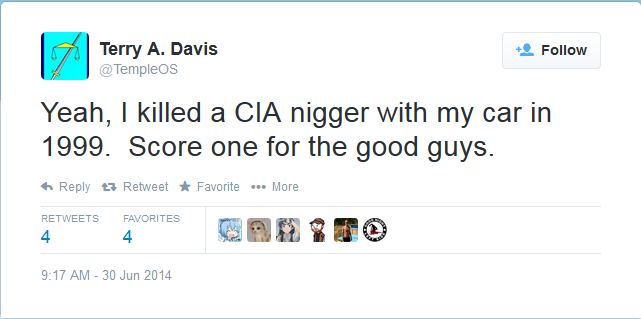 Terry A. Davis
@TempleOS
Follow
Yeah, I killed a CIA nigger with my car in
1999.  Score one for the good guys.
Reply Retweet Favorite More
RETWEETS FAVORITES
4 4
9:17 AM - 30 Jun 2014